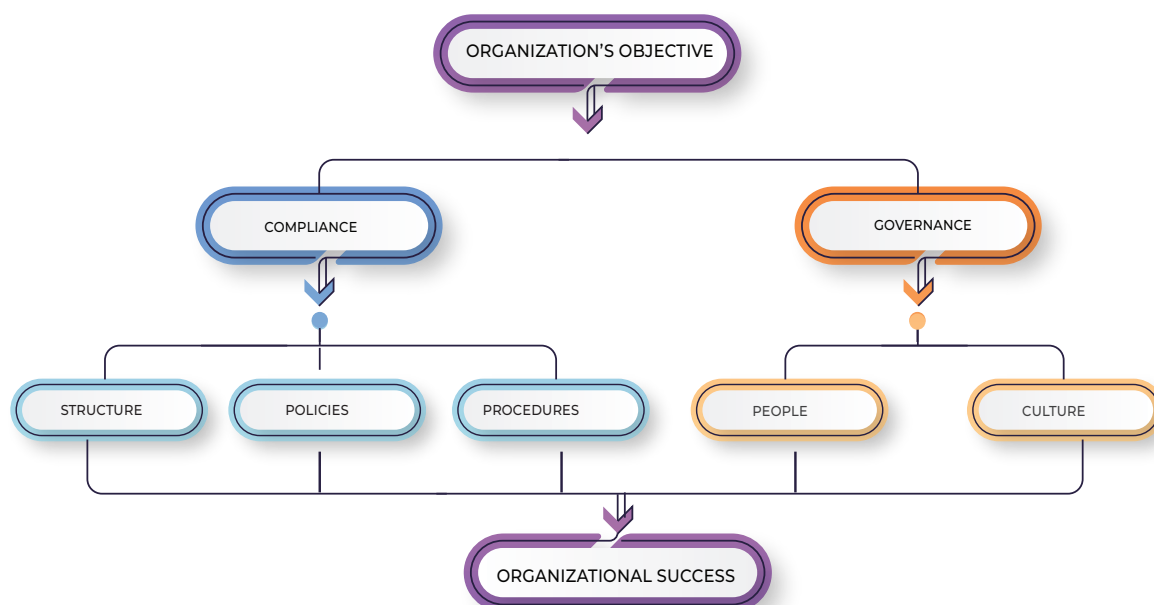 ORGANIZATION’S OBJECTIVE
COMPLIANCE
GOVERNANCE
STRUCTURE
POLICIES
PROCEDURES
PEOPLE
CULTURE
ORGANIZATIONAL SUCCESS